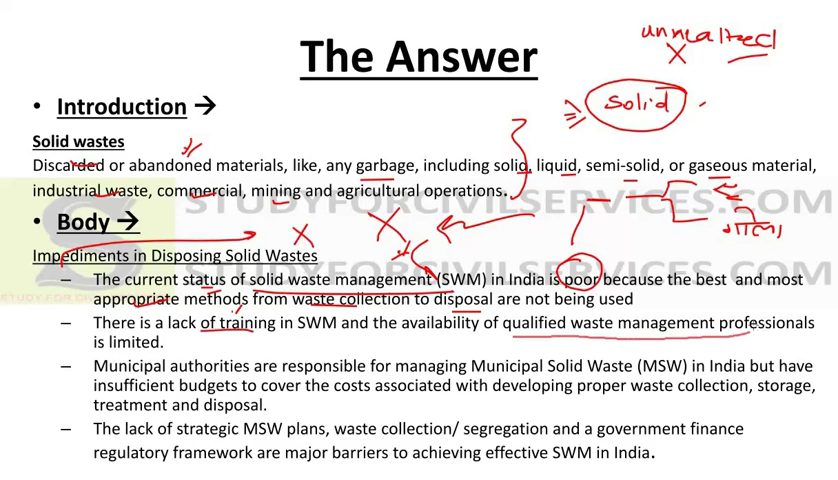 The Answer
unrealized
• Introduction →
solid
Solid wastes
Discarded or abandoned materials, like, any garbage, including solid, liquid, semi-solid, or gaseous material,
industrial waste, commercial, mining and agricultural operations.
STUDYFORCIVILSERVICES.COM
• Body →
Impediments in Disposing Solid Wastes
– The current status of solid waste management (SWM) in India is poor because the best and most
STUDY FOR CIVIL SERVICES
appropriate methods from waste collection to disposal are not being used
– There is a lack of training in SWM and the availability of qualified waste management professionals
is limited.
– Municipal authorities are responsible for managing Municipal Solid Waste (MSW) in India but have
insufficient budgets to cover the costs associated with developing proper waste collection, storage,
treatment and disposal.
– The lack of strategic MSW plans, waste collection/ segregation and a government finance
regulatory framework are major barriers to achieving effective SWM in India.